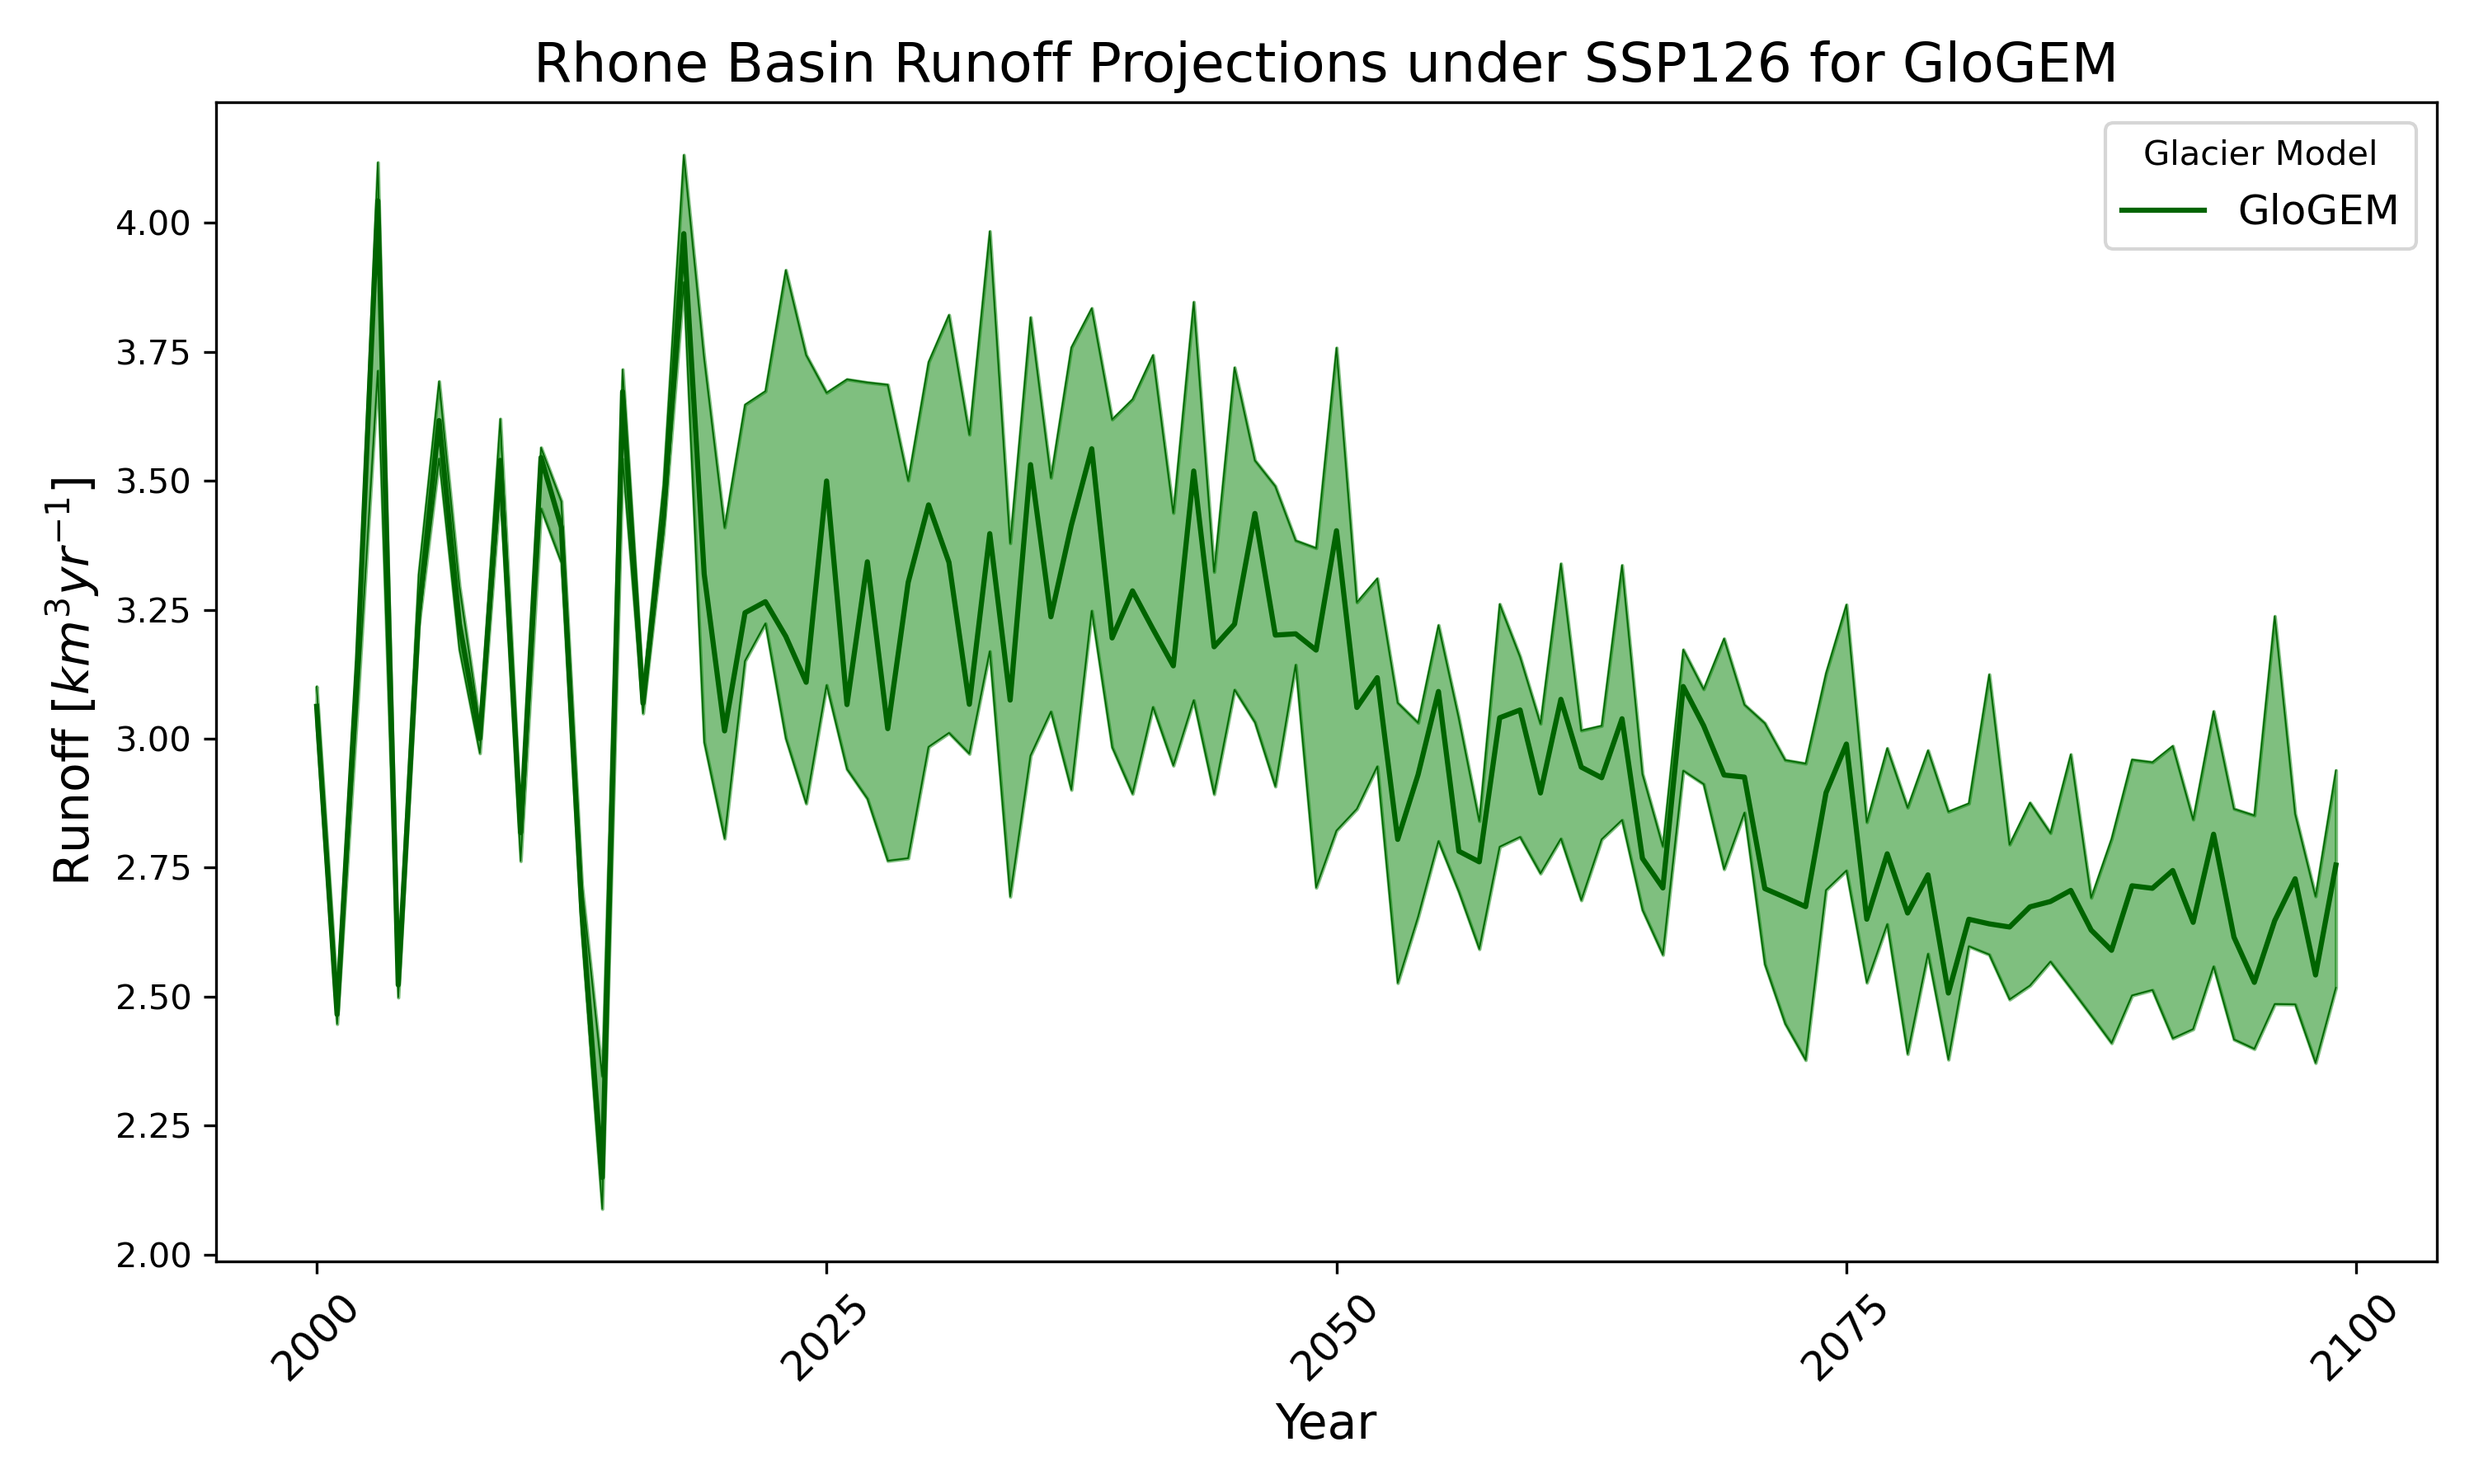 Rhone Basin Runoff Projections under SSP126 for GloGEM
Glacier Model
GloGEM
Runoff [km³yr⁻¹]
4.00
3.75
3.50
3.25
3.00
2.75
2.50
2.25
2.00
2000
2025
2050
2075
2100
Year